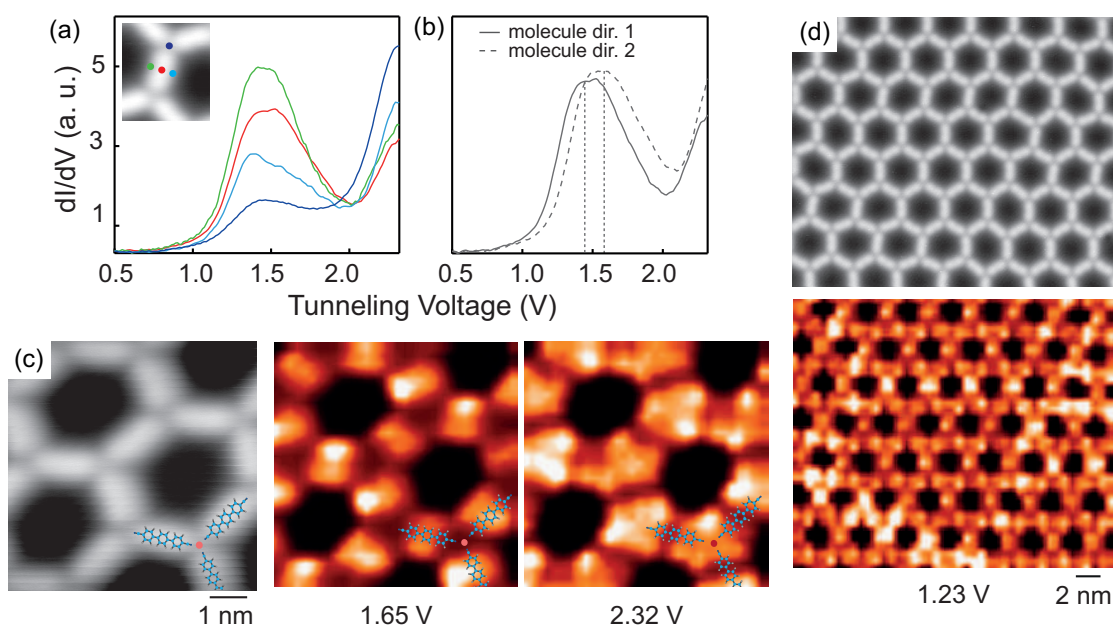 (a)
(b)
(d)
molecule dir. 1
molecule dir. 2
dI/dV (a. u.)
5
3
1
0.5 1.0 1.5 2.0
0.5 1.0 1.5 2.0
Tunneling Voltage (V)
(c)
1 nm
1.65 V
2.32 V
1.23 V
2 nm